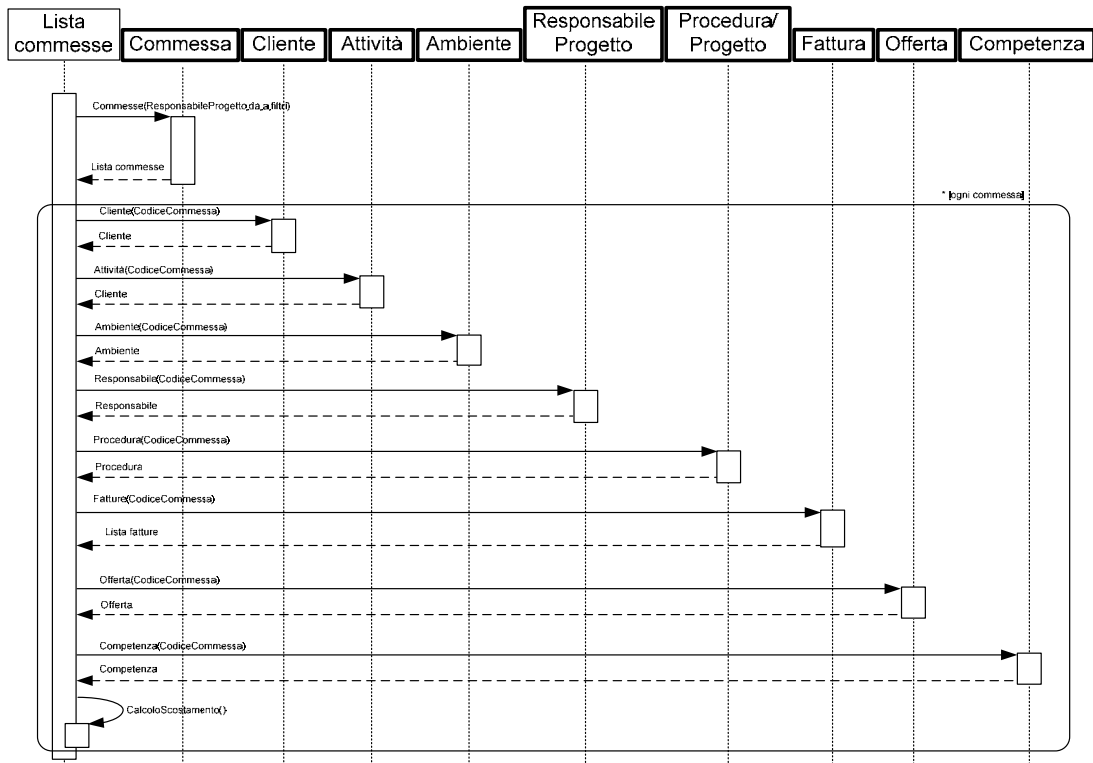 Lista
commesse
Commessa
Cliente
Attività
Ambiente
Responsabile
Progetto
Procedura/
Progetto
Fattura
Offerta
Competenza
Commesse(ResponsabileProgetto,da,a,filtri)
Lista commesse
* [ogni commessa]
Cliente(CodiceCommessa)
Cliente
Attività(CodiceCommessa)
Cliente
Ambiente(CodiceCommessa)
Ambiente
Responsabile(CodiceCommessa)
Responsabile
Procedura(CodiceCommessa)
Procedura
Fatture(CodiceCommessa)
Lista fatture
Offerta(CodiceCommessa)
Offerta
Competenza(CodiceCommessa)
Competenza
CalcoloScostamento()